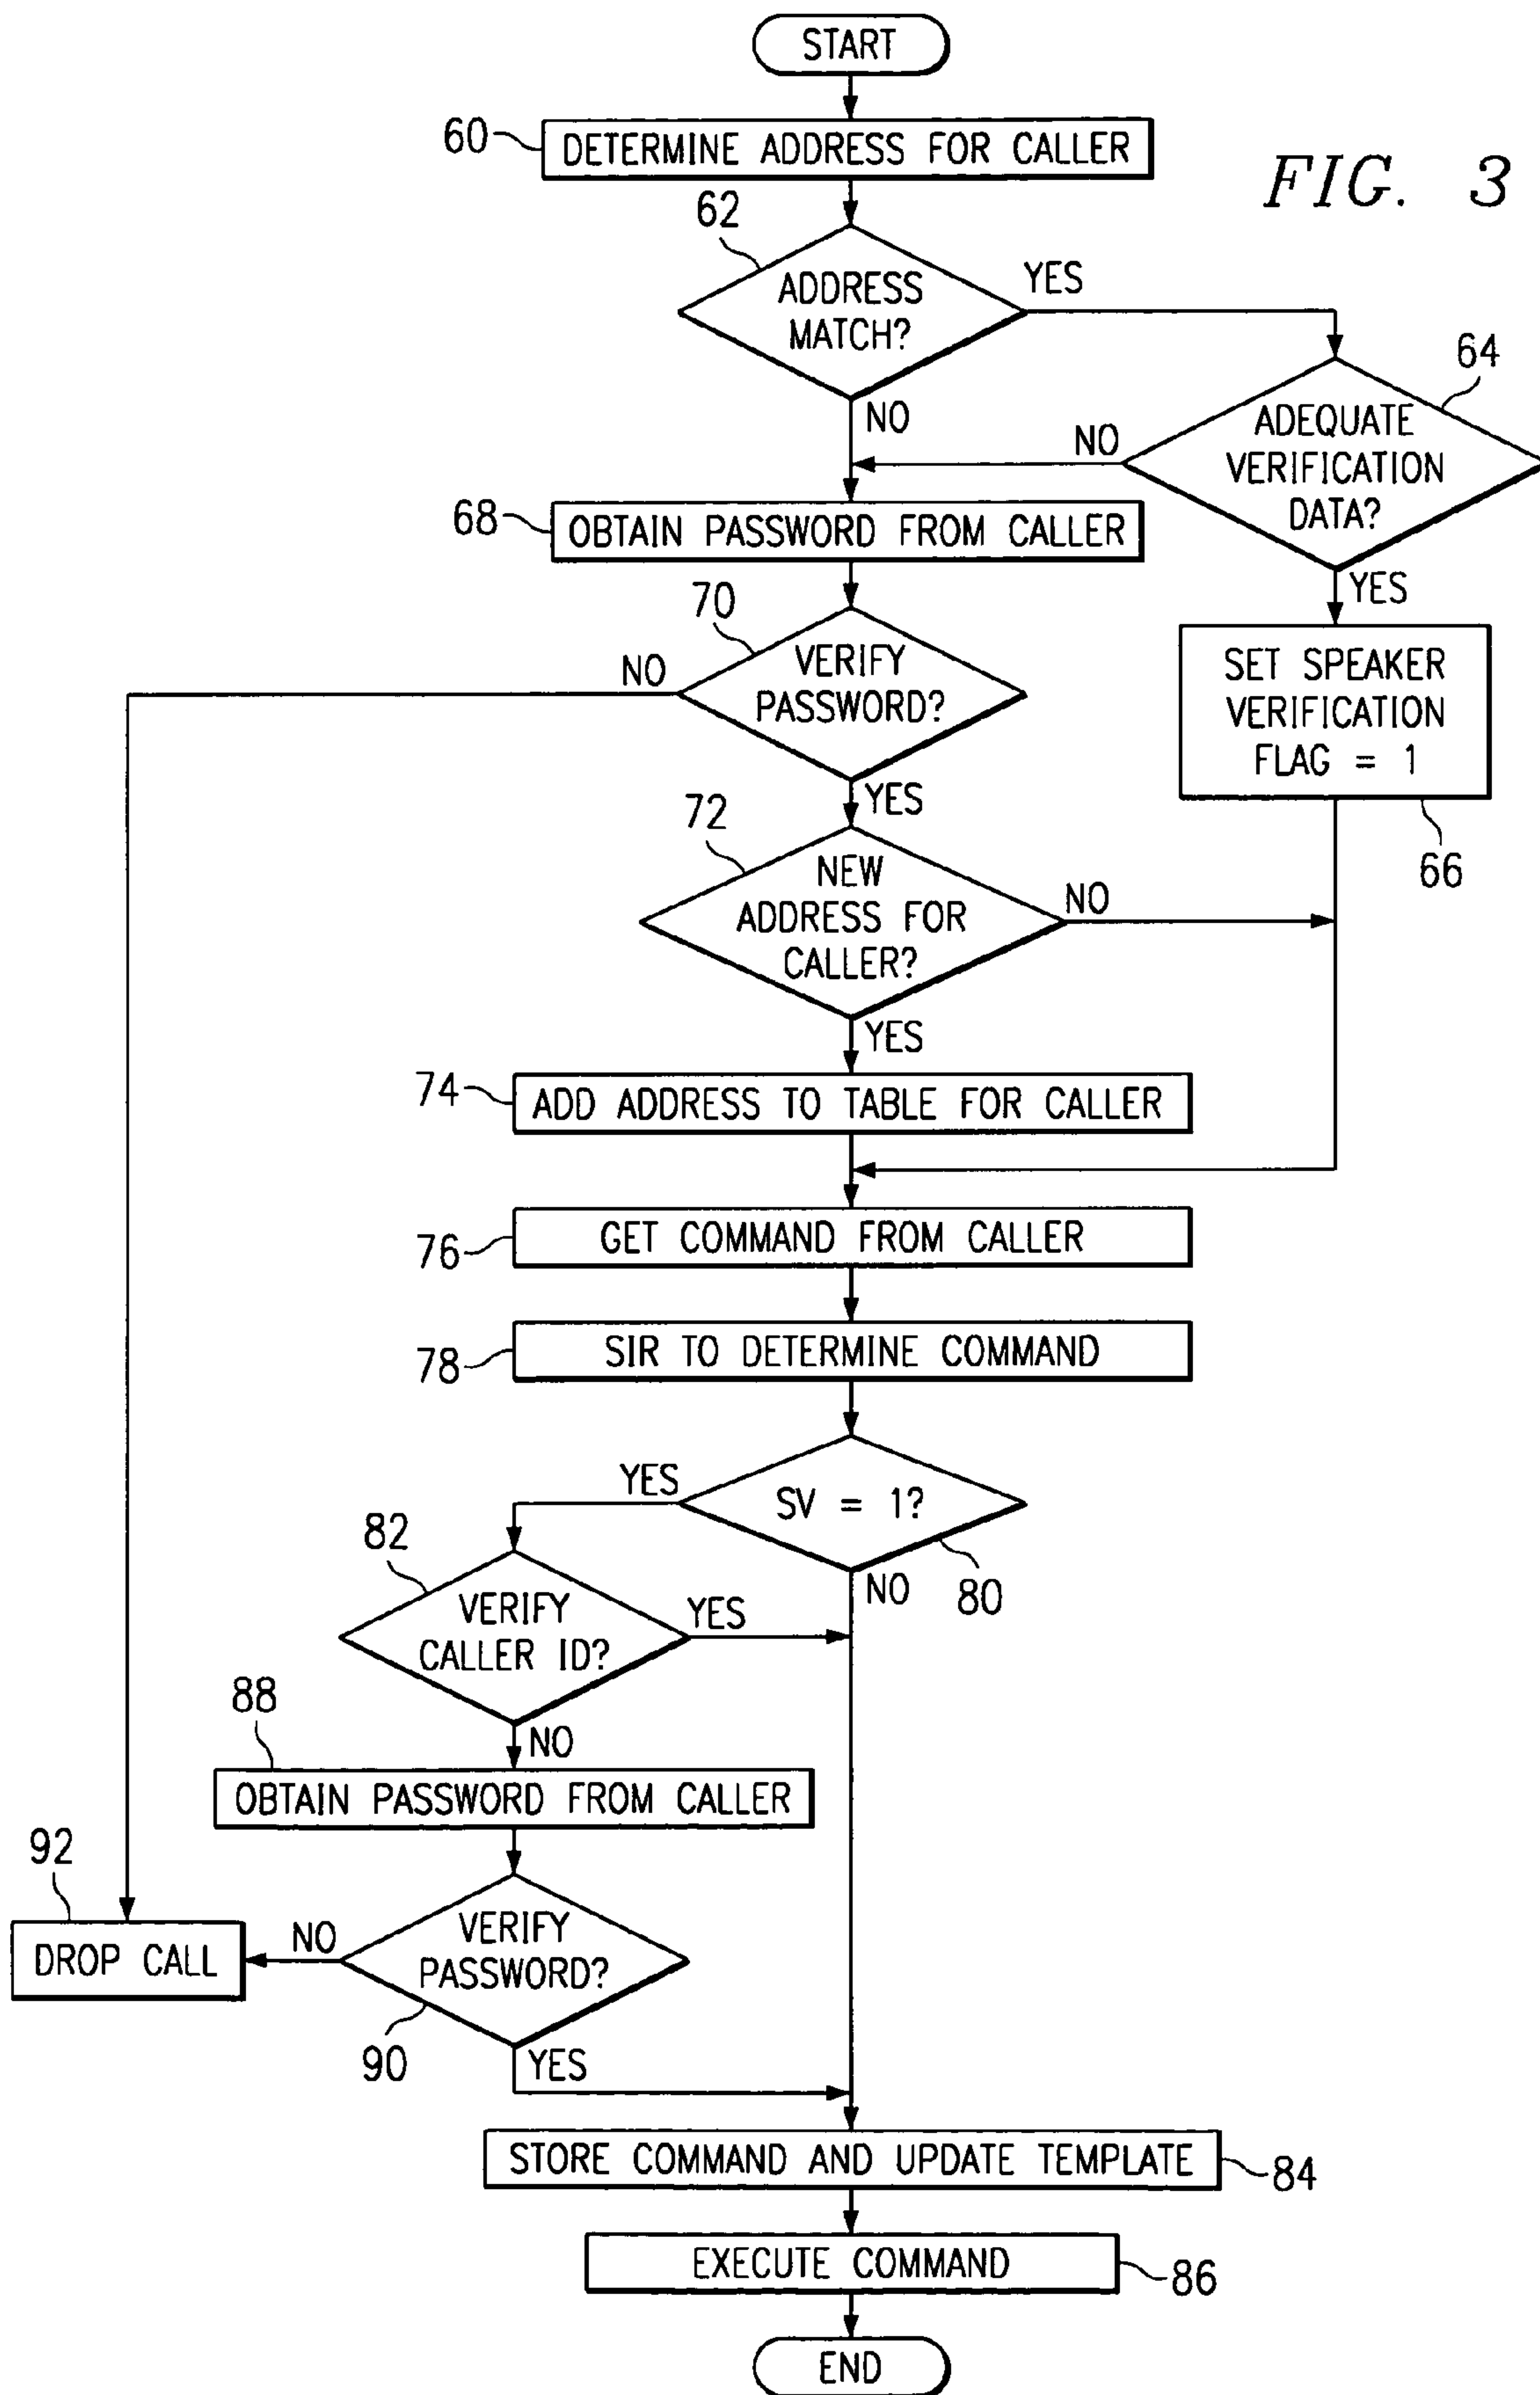 START
60
DETERMINE ADDRESS FOR CALLER
FIG. 3
62
ADDRESS
MATCH?
YES
NO
64
ADEQUATE
VERIFICATION
DATA?
NO
YES
68
OBTAIN PASSWORD FROM CALLER
70
VERIFY
PASSWORD?
NO
YES
SET SPEAKER
VERIFICATION
FLAG = 1
66
72
NEW
ADDRESS FOR
CALLER?
NO
YES
74
ADD ADDRESS TO TABLE FOR CALLER
76
GET COMMAND FROM CALLER
78
SIR TO DETERMINE COMMAND
YES
SV = 1?
80
NO
82
VERIFY
CALLER ID?
YES
NO
88
OBTAIN PASSWORD FROM CALLER
92
DROP CALL
NO
VERIFY
PASSWORD?
90
YES
STORE COMMAND AND UPDATE TEMPLATE
84
EXECUTE COMMAND
86
END